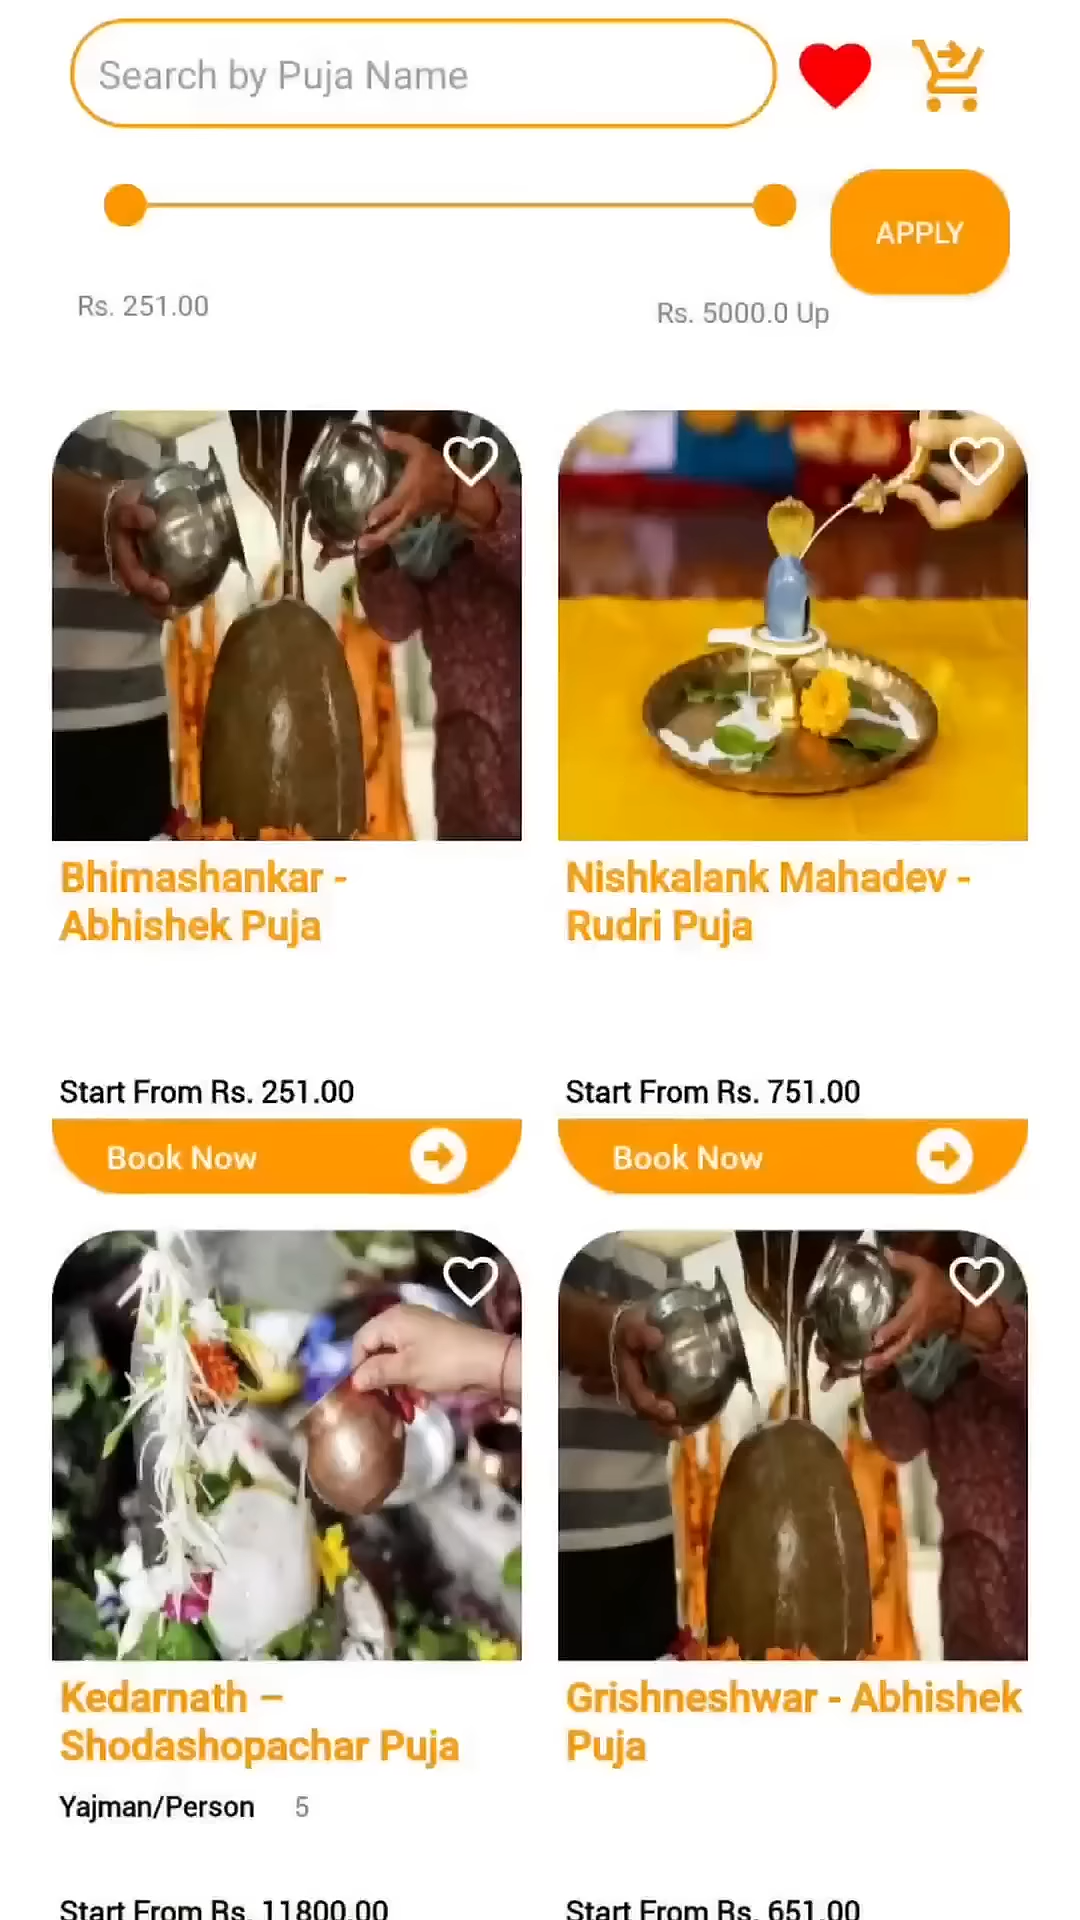 Search by Puja Name
APPLY
Rs. 251.00
Rs. 5000.0 Up
Bhimashankar -
Abhishek Puja
Nishkalank Mahadev -
Rudri Puja
Start From Rs. 251.00
Start From Rs. 751.00
Book Now
Book Now
Kedarnath –
Shodashopachar Puja
Grishneshwar - Abhishek
Puja
Yajman/Person 5
Start From Rs. 11800.00
Start From Rs. 651.00